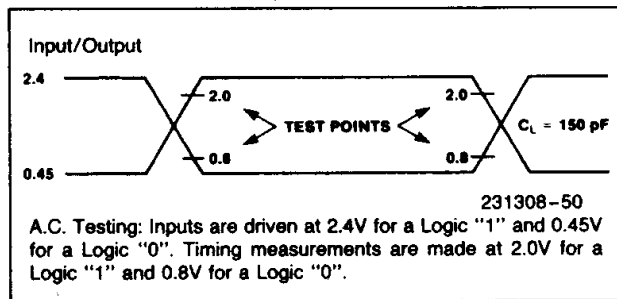 Input/Output
2.4
2.0
2.0
TEST POINTS
C_L = 150 pF
0.8
0.8
0.45
231308-50
A.C. Testing: Inputs are driven at 2.4V for a Logic "1" and 0.45V
for a Logic "0". Timing measurements are made at 2.0V for a
Logic "1" and 0.8V for a Logic "0".